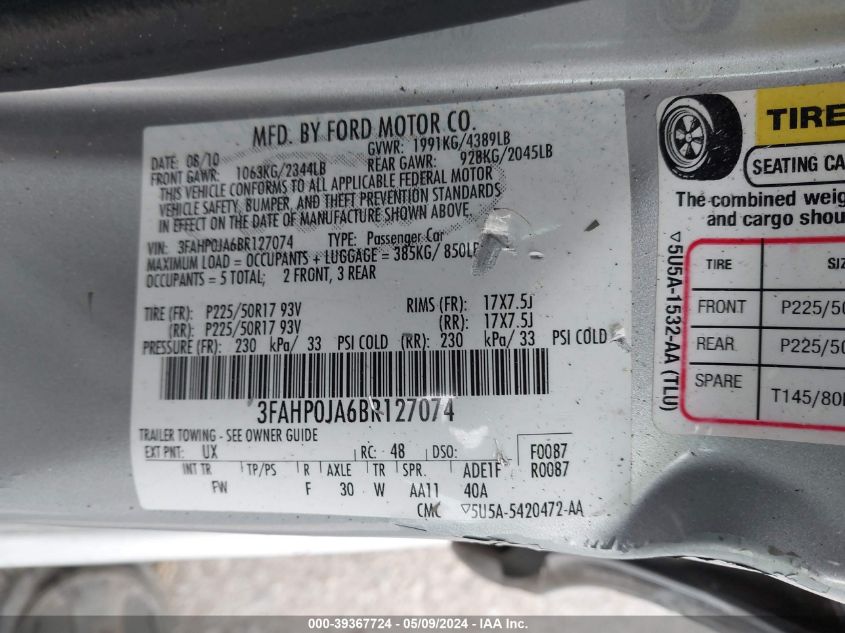 MFD. BY FORD MOTOR CO.
DATE: 08/10 GVWR: 1991KG/4389LB
FRONT GAWR: 1063KG/2344LB REAR GAWR: 928KG/2045LB
THIS VEHICLE CONFORMS TO ALL APPLICABLE FEDERAL MOTOR
VEHICLE SAFETY, BUMPER, AND THEFT PREVENTION STANDARDS
IN EFFECT ON THE DATE OF MANUFACTURE SHOWN ABOVE.
VIN: 3FAHP0JA6BR127074 TYPE: Passenger Car
MAXIMUM LOAD = OCCUPANTS + LUGGAGE = 385KG/ 850LB
OCCUPANTS = 5 TOTAL; 2 FRONT, 3 REAR
TIRE (FR): P225/50R17 93V RIMS (FR): 17X7.5J
(RR): P225/50R17 93V (RR): 17X7.5J
PRESSURE (FR): 230 kPa/ 33 PSI COLD (RR): 230 kPa/ 33 PSI COLD
3FAHP0JA6BR127074
TRAILER TOWING - SEE OWNER GUIDE
EXT PNT: UX RC: 48 DSO: F0087
INT TR TP/PS R AXLE TR SPR. ADE1F R0087
FW F 30 W AA11 40A
CMC ▽5U5A-5420472-AA
TIRE
SEATING CA
The combined weig
and cargo shou
▽5U5A-1532-AA (TLU)
TIRE SIZ
FRONT P225/50
REAR P225/50
SPARE T145/80
000-39367724 - 05/09/2024 - IAAI.com